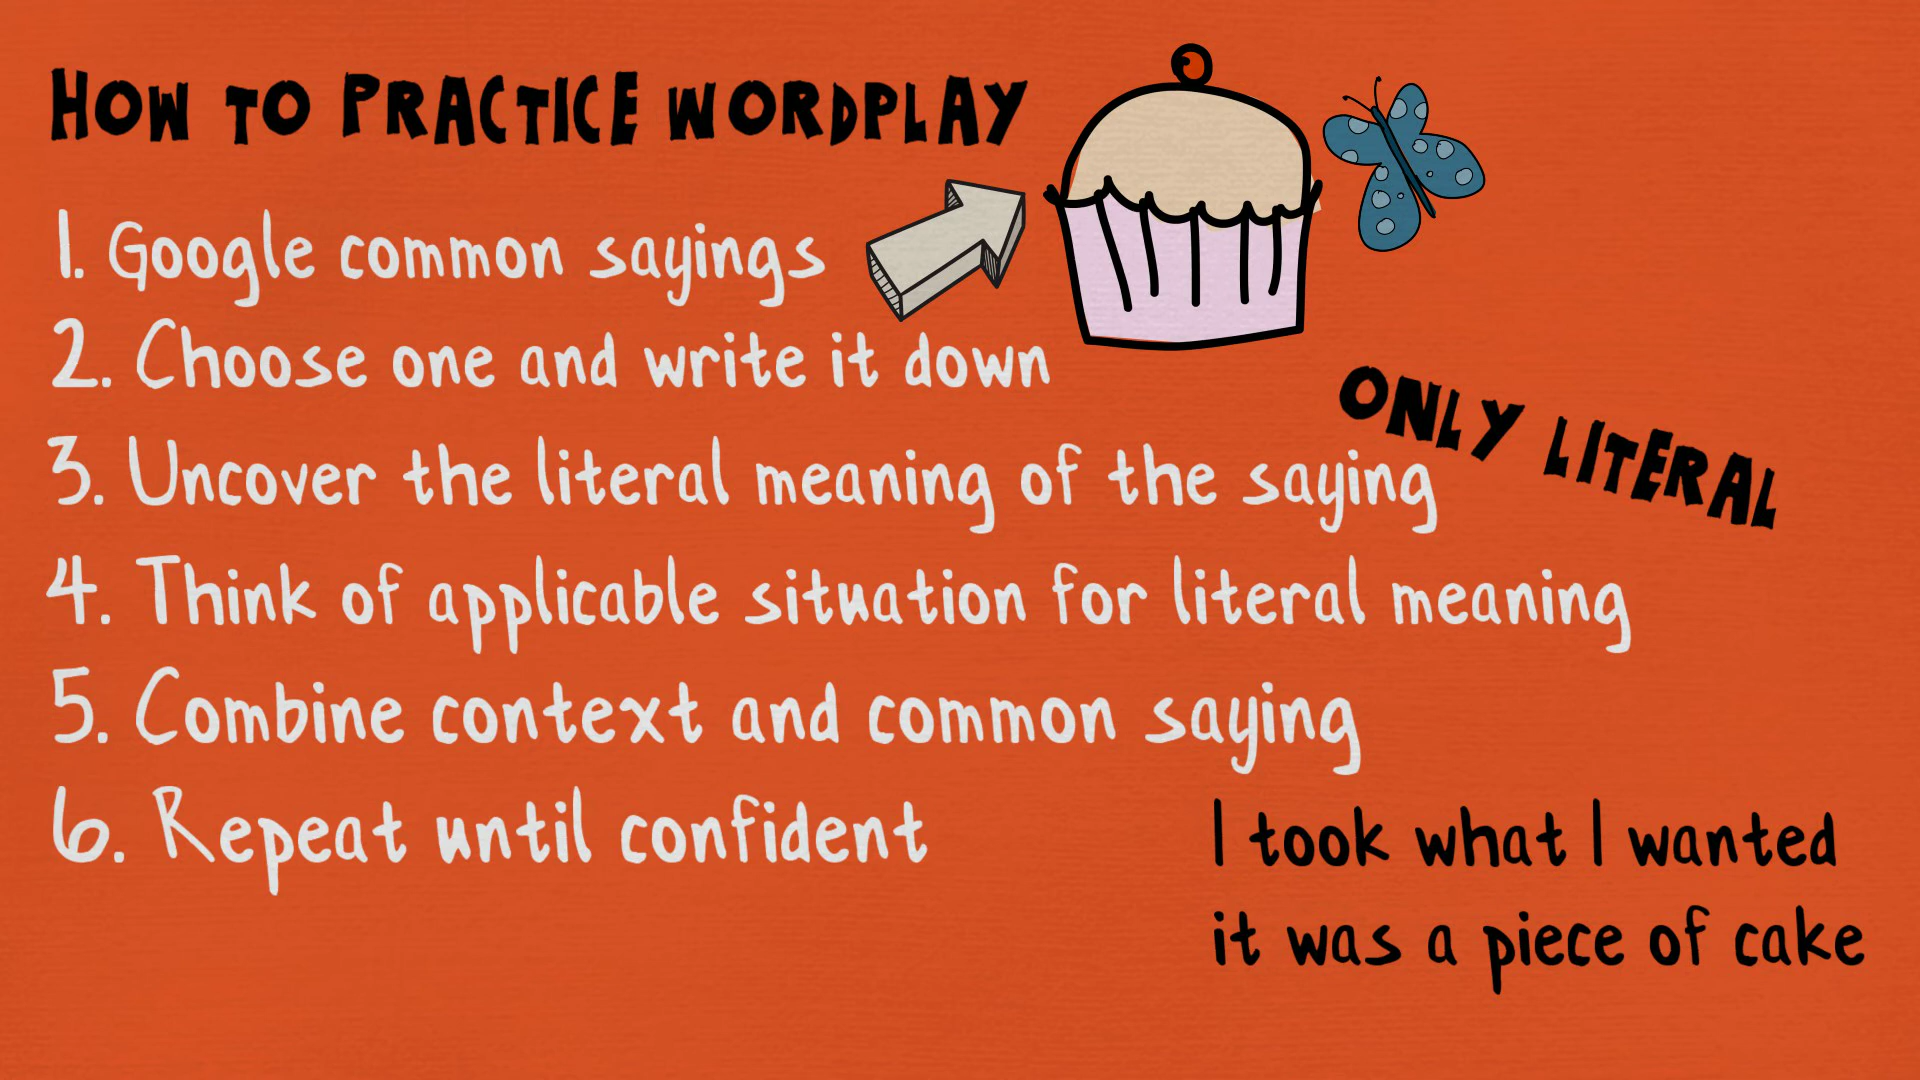 HOW TO PRACTICE WORDPLAY
1. Google common sayings
2. Choose one and write it down
3. Uncover the literal meaning of the saying
ONLY LITERAL
4. Think of applicable situation for literal meaning
5. Combine context and common saying
6. Repeat until confident
I took what I wanted
it was a piece of cake